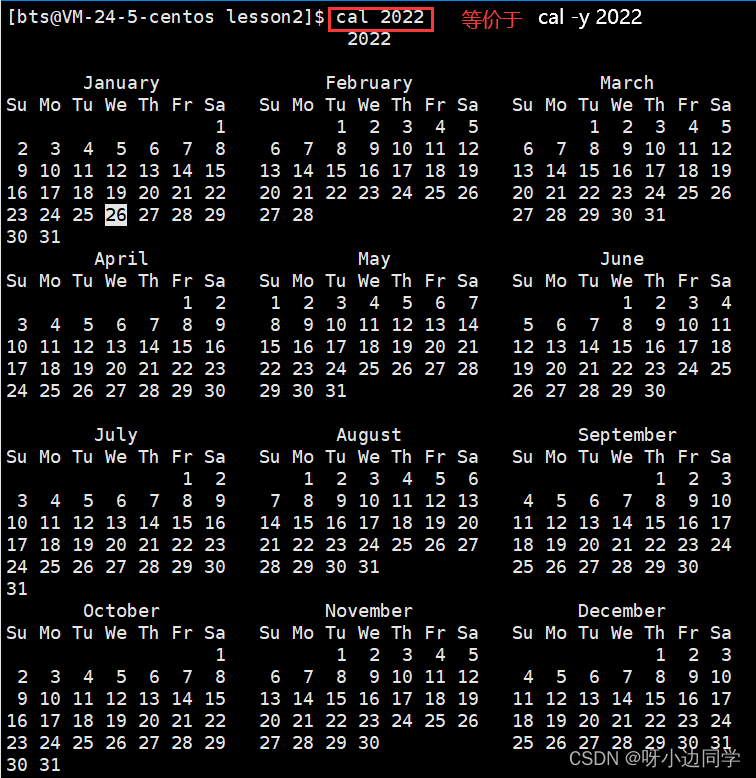 [bts@VM-24-5-centos lesson2]$ cal 2022 等价于 cal -y 2022
2022
January February March
Su Mo Tu We Th Fr Sa Su Mo Tu We Th Fr Sa Su Mo Tu We Th Fr Sa
1 1 2 3 4 5 1 2 3 4 5
2 3 4 5 6 7 8 6 7 8 9 10 11 12 6 7 8 9 10 11 12
9 10 11 12 13 14 15 13 14 15 16 17 18 19 13 14 15 16 17 18 19
16 17 18 19 20 21 22 20 21 22 23 24 25 26 20 21 22 23 24 25 26
23 24 25 26 27 28 29 27 28 27 28 29 30 31
30 31
April May June
Su Mo Tu We Th Fr Sa Su Mo Tu We Th Fr Sa Su Mo Tu We Th Fr Sa
1 2 1 2 3 4 5 6 7 1 2 3 4
3 4 5 6 7 8 9 8 9 10 11 12 13 14 5 6 7 8 9 10 11
10 11 12 13 14 15 16 15 16 17 18 19 20 21 12 13 14 15 16 17 18
17 18 19 20 21 22 23 22 23 24 25 26 27 28 19 20 21 22 23 24 25
24 25 26 27 28 29 30 29 30 31 26 27 28 29 30
July August September
Su Mo Tu We Th Fr Sa Su Mo Tu We Th Fr Sa Su Mo Tu We Th Fr Sa
1 2 1 2 3 4 5 6 1 2 3
3 4 5 6 7 8 9 7 8 9 10 11 12 13 4 5 6 7 8 9 10
10 11 12 13 14 15 16 14 15 16 17 18 19 20 11 12 13 14 15 16 17
17 18 19 20 21 22 23 21 22 23 24 25 26 27 18 19 20 21 22 23 24
24 25 26 27 28 29 30 28 29 30 31 25 26 27 28 29 30
31
October November December
Su Mo Tu We Th Fr Sa Su Mo Tu We Th Fr Sa Su Mo Tu We Th Fr Sa
1 1 2 3 4 5 1 2 3
2 3 4 5 6 7 8 6 7 8 9 10 11 12 4 5 6 7 8 9 10
9 10 11 12 13 14 15 13 14 15 16 17 18 19 11 12 13 14 15 16 17
16 17 18 19 20 21 22 20 21 22 23 24 25 26 18 19 20 21 22 23 24
23 24 25 26 27 28 29 27 28 29 30 25 26 27 28 29 30 31
30 31
CSDN @呀小边同学